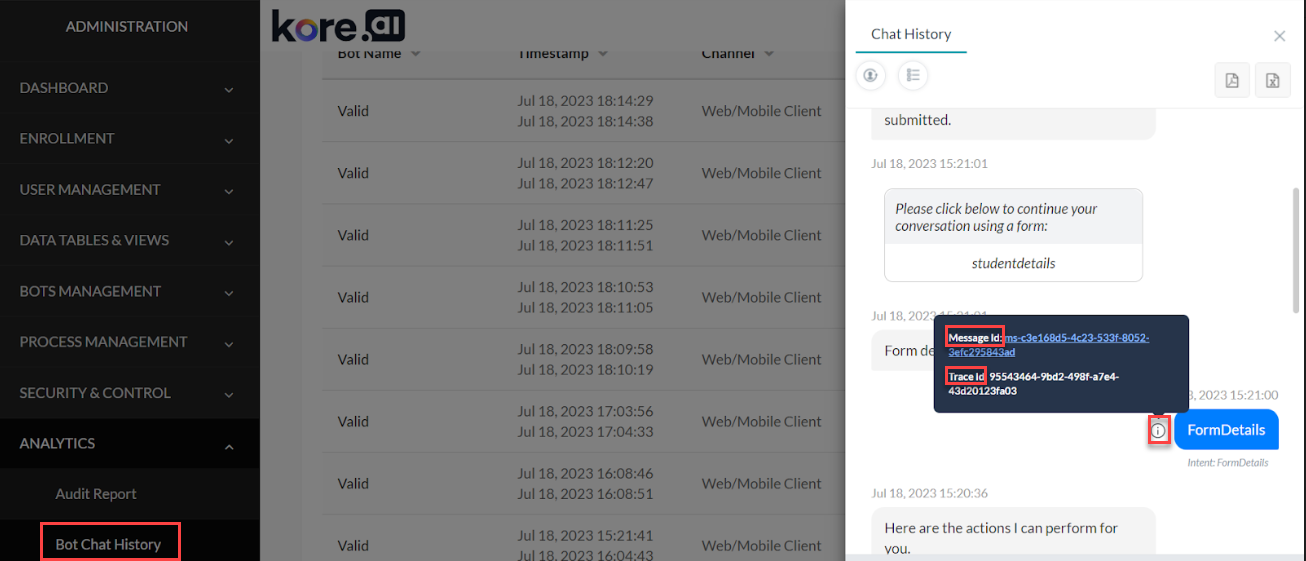 ADMINISTRATION
DASHBOARD
ENROLLMENT
USER MANAGEMENT
DATA TABLES & VIEWS
BOTS MANAGEMENT
PROCESS MANAGEMENT
SECURITY & CONTROL
ANALYTICS
Audit Report
Bot Chat History
kore.ai
Bot Name Timestamp Channel
Valid Jul 18, 2023 18:14:29 Web/Mobile Client
Jul 18, 2023 18:14:38
Valid Jul 18, 2023 18:12:20 Web/Mobile Client
Jul 18, 2023 18:12:47
Valid Jul 18, 2023 18:11:25 Web/Mobile Client
Jul 18, 2023 18:11:51
Valid Jul 18, 2023 18:10:53 Web/Mobile Client
Jul 18, 2023 18:11:05
Valid Jul 18, 2023 18:09:58 Web/Mobile Client
Jul 18, 2023 18:10:19
Valid Jul 18, 2023 17:03:56 Web/Mobile Client
Jul 18, 2023 17:04:33
Valid Jul 18, 2023 16:08:46 Web/Mobile Client
Jul 18, 2023 16:08:51
Valid Jul 18, 2023 15:21:41 Web/Mobile Client
Jul 18, 2023 16:04:43
Chat History
submitted.
Jul 18, 2023 15:21:01
Please click below to continue your
conversation using a form:
studentdetails
Jul 18, 2023 15:21:01
Form de
Message Id: ms-c3e168d5-4c23-533f-8052-
3efc295843ad
Trace Id: 95543464-9bd2-498f-a7e4-
43d20123fa03
8, 2023 15:21:00
FormDetails
Intent: FormDetails
Jul 18, 2023 15:20:36
Here are the actions I can perform for
you.